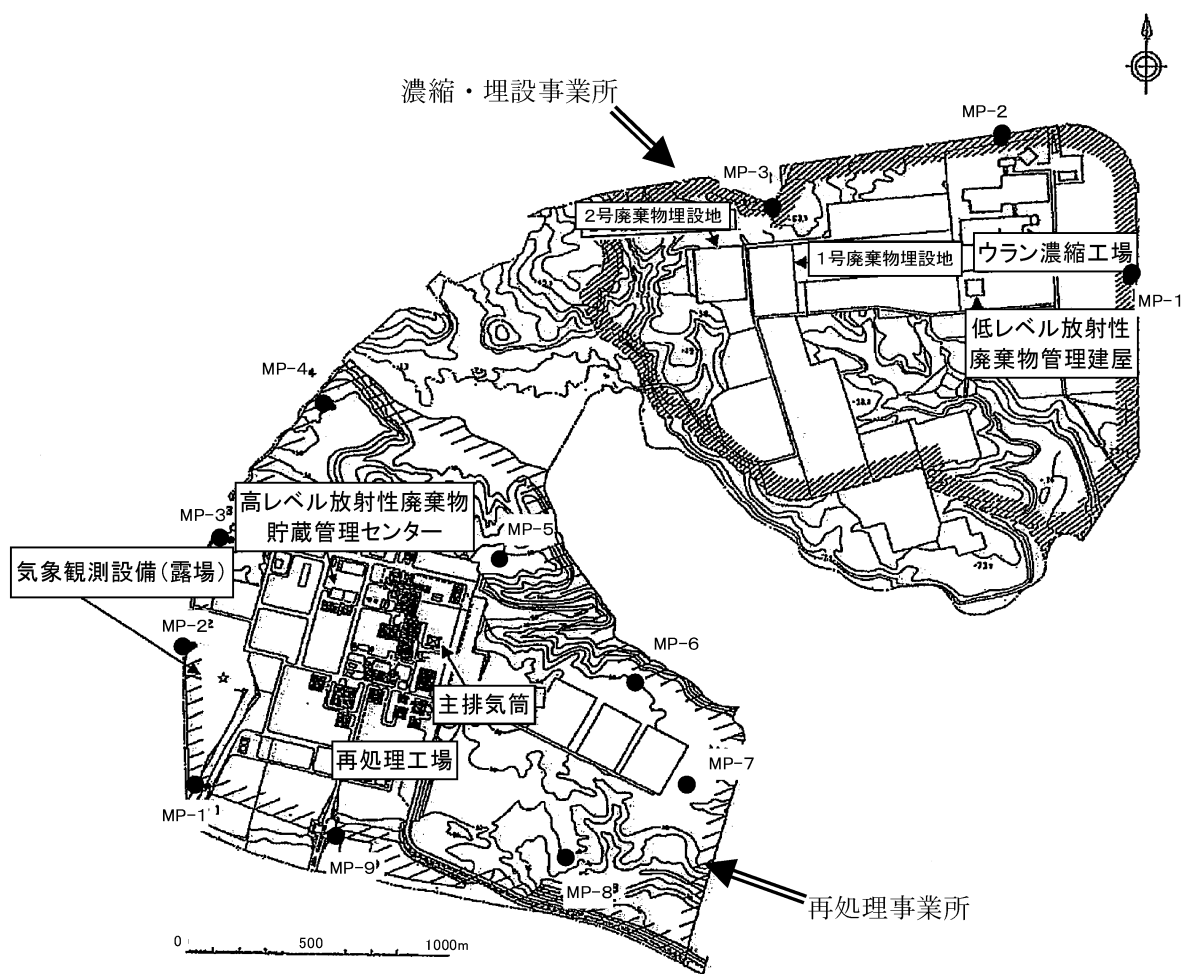 濃縮・埋設事業所
MP-2
MP-3
2号廃棄物埋設地
1号廃棄物埋設地
ウラン濃縮工場
MP-1
低レベル放射性
廃棄物管理建屋
MP-4
高レベル放射性廃棄物
貯蔵管理センター
MP-3
MP-5
気象観測設備(露場)
MP-2
MP-6
主排気筒
再処理工場
MP-7
MP-1
MP-9
MP-8
再処理事業所
0 500 1000m